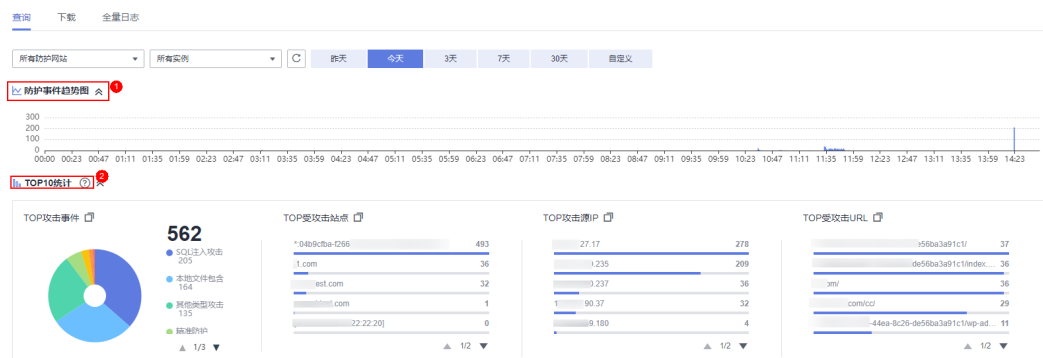 查询 下载 全量日志
所有防护网站 所有实例 昨天 今天 3天 7天 30天 自定义
防护事件趋势图 1
300
200
100
0
00:00 00:23 00:47 01:11 01:35 01:59 02:23 02:47 03:11 03:35 03:59 04:23 04:47 05:11 05:35 05:59 06:23 06:47 07:11 07:35 07:59 08:23 08:47 09:11 09:35 09:59 10:23 10:47 11:11 11:35 11:59 12:23 12:47 13:11 13:35 13:59 14:23
TOP10统计 ? 2
TOP攻击事件 TOP受攻击站点 TOP攻击源IP TOP受攻击URL
562
SQL注入攻击
205
本地文件包含
164
其他类型攻击
135
精准防护
1/3
*:04b9cfba-f266 493
.1.com 36
est.com 32
.com 1
22:22:20] 0
1/2
27.17 278
.235 209
.237 36
1 90.37 32
9.180 4
1/2
56ba3a91c1/ 37
de56ba3a91c1/index.... 36
om/ 36
com/cc/ 29
-44ea-8c26-de56ba3a91c1/wp-ad... 11
1/2